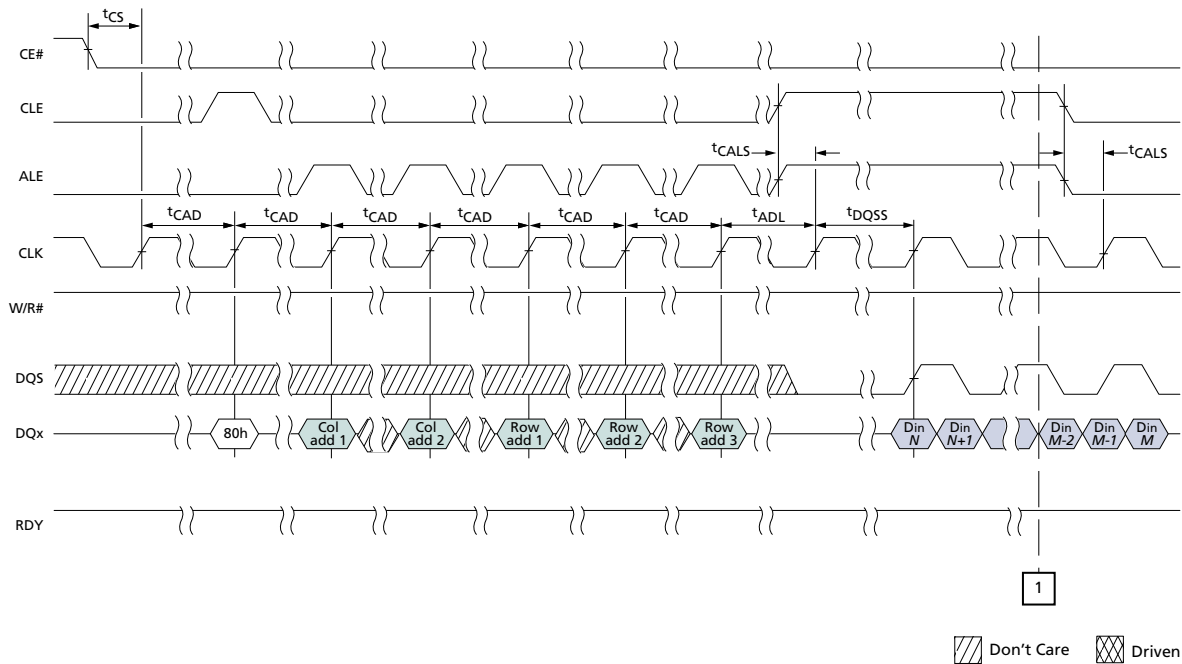 tCS
CE#
CLE
tCALS
tCALS
ALE
tCAD
tCAD
tCAD
tCAD
tCAD
tCAD
tADL
tDQSS
CLK
W/R#
DQS
DQx
80h
Col
add 1
Col
add 2
Row
add 1
Row
add 2
Row
add 3
Din
N
Din
N+1
Din
M-2
Din
M-1
Din
M
RDY
1
Don't Care
Driven